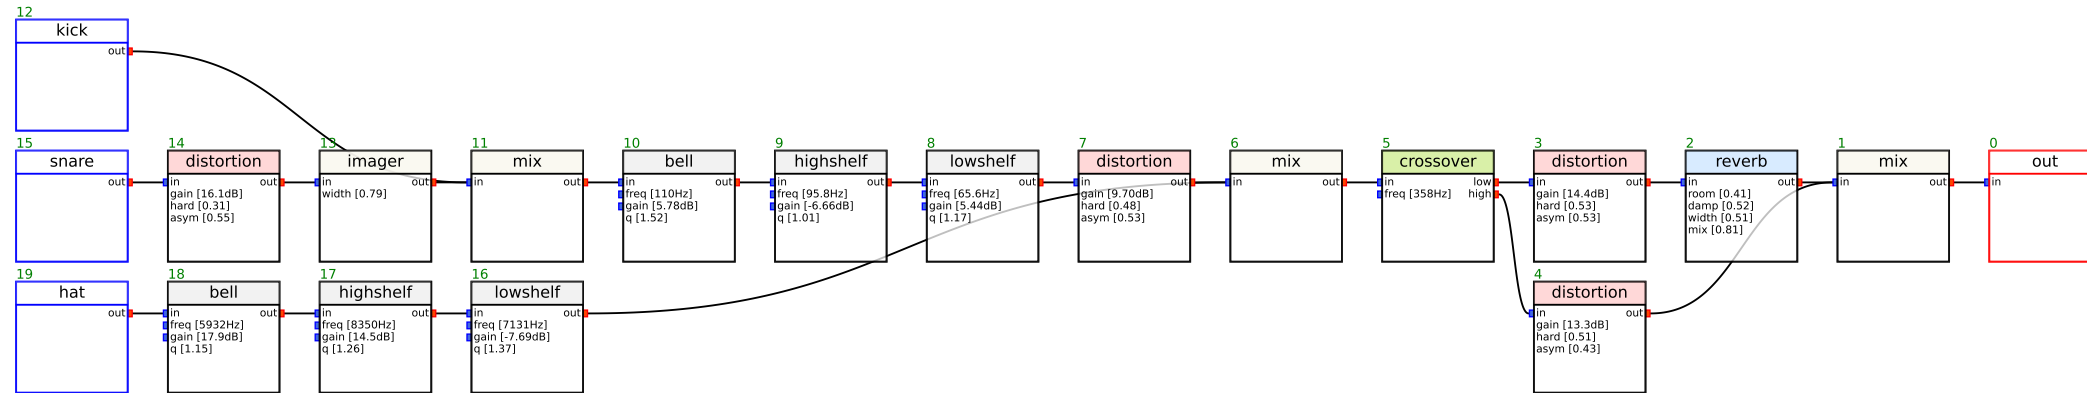 12
kick
out
15
snare
out
14
distortion
in out
gain [16.1dB]
hard [0.31]
asym [0.55]
13
imager
in out
width [0.79]
11
mix
in out
10
bell
in out
freq [110Hz]
gain [5.78dB]
q [1.52]
9
highshelf
in out
freq [95.8Hz]
gain [-6.66dB]
q [1.01]
8
lowshelf
in out
freq [65.6Hz]
gain [5.44dB]
q [1.17]
7
distortion
in out
gain [9.70dB]
hard [0.48]
asym [0.53]
6
mix
in out
5
crossover
in low
freq [358Hz] high
3
distortion
in out
gain [14.4dB]
hard [0.53]
asym [0.53]
2
reverb
in out
room [0.41]
damp [0.52]
width [0.51]
mix [0.81]
1
mix
in out
0
out
in
19
hat
out
18
bell
in out
freq [5932Hz]
gain [17.9dB]
q [1.15]
17
highshelf
in out
freq [8350Hz]
gain [14.5dB]
q [1.26]
16
lowshelf
in out
freq [7131Hz]
gain [-7.69dB]
q [1.37]
4
distortion
in out
gain [13.3dB]
hard [0.51]
asym [0.43]